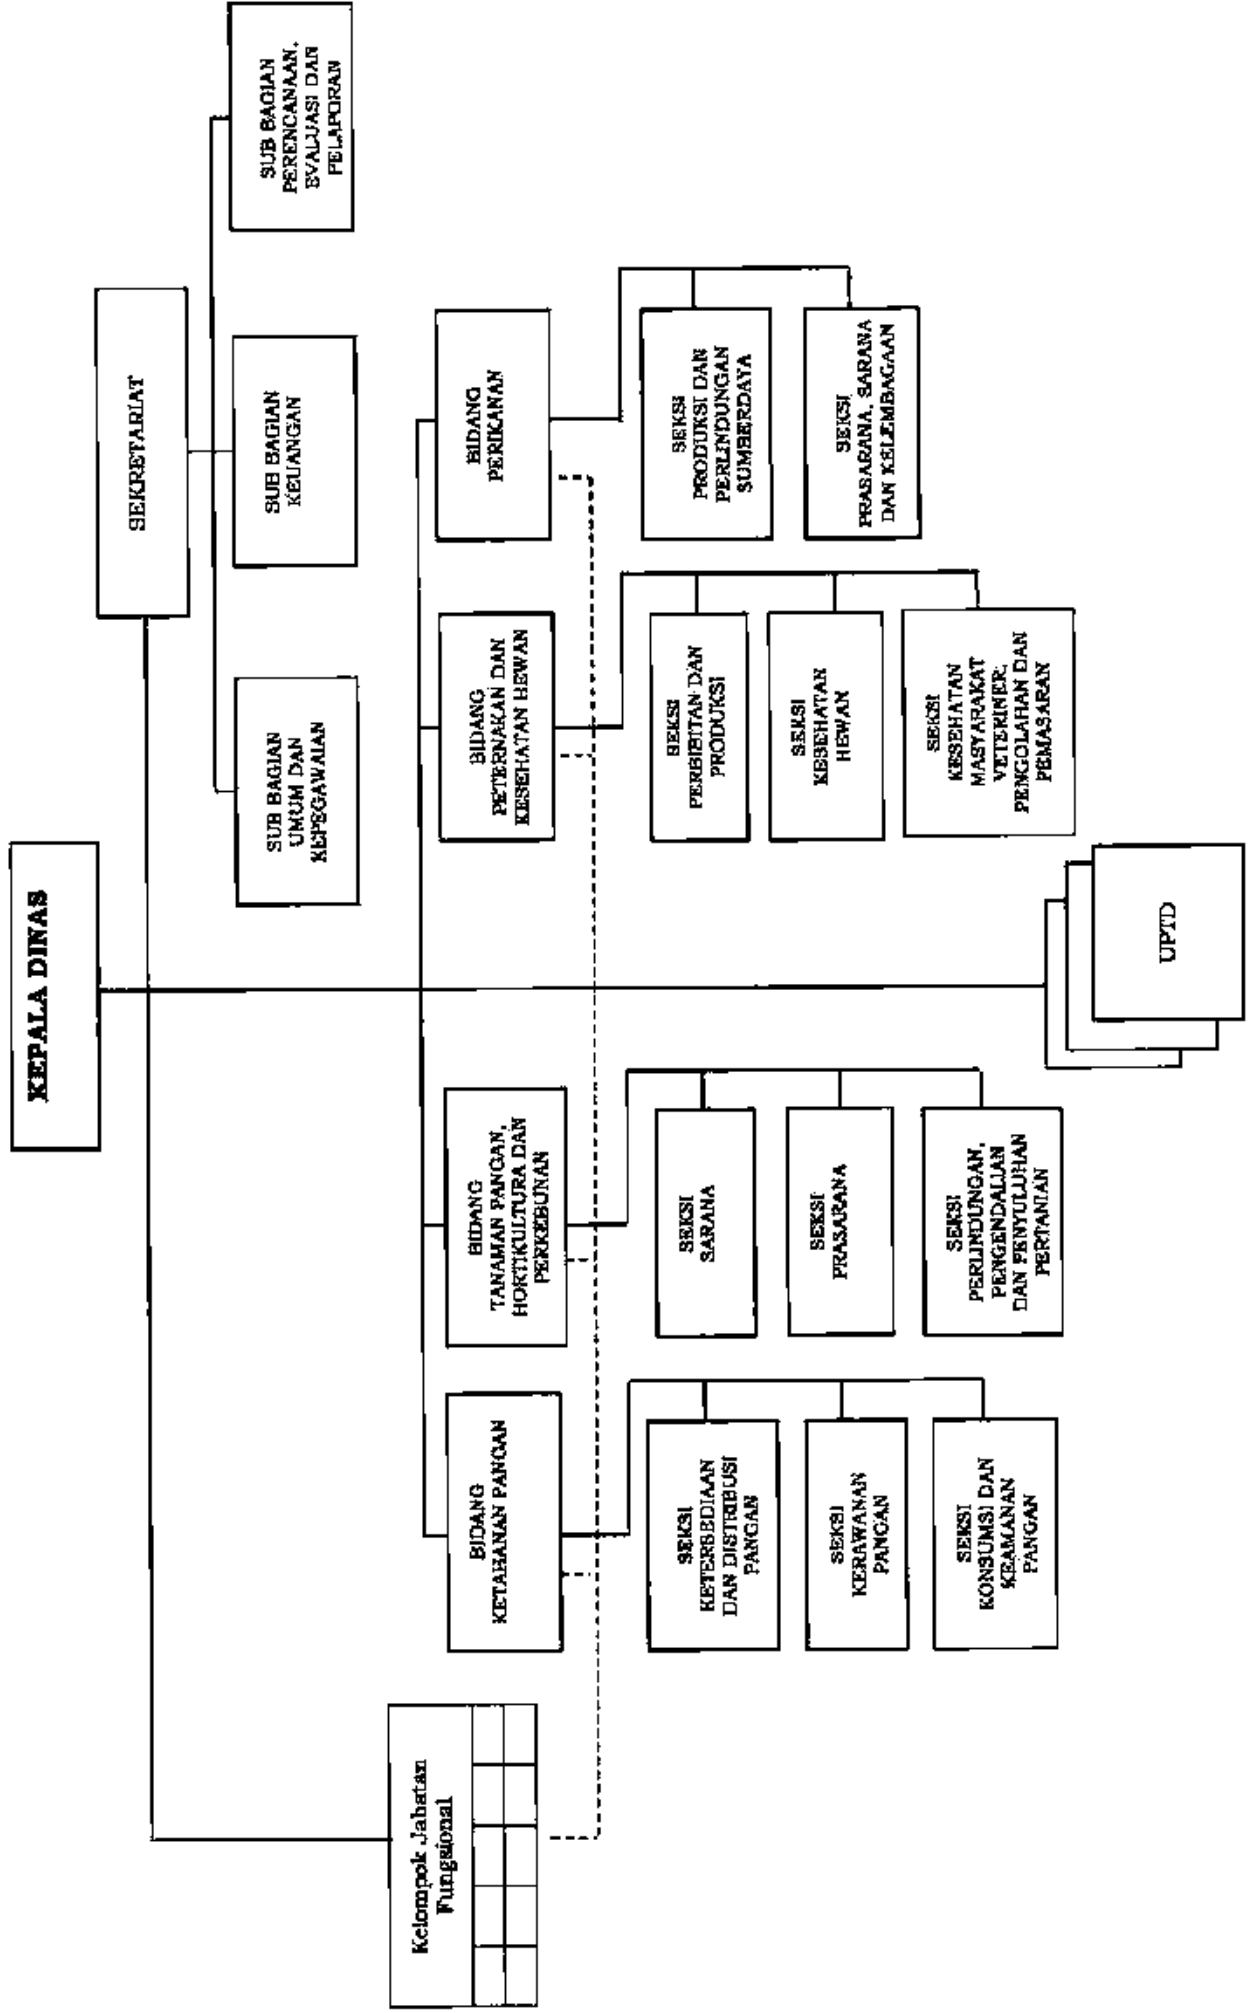 KEPALA DINAS
SEKRETARIAT
SUB BAGIAN
UMUM DAN
KEPEGAWAIAN
SUB BAGIAN
KEUANGAN
SUB BAGIAN
PERENCANAAN,
EVALUASI DAN
PELAPORAN
Kelompok Jabatan
Fungsional
BIDANG
KETAHANAN PANGAN
BIDANG
TANAMAN PANGAN,
HORTIKULTURA DAN
PERKEBUNAN
BIDANG
PETERNAKAN DAN
KESEHATAN HEWAN
BIDANG
PERIKANAN
SEKSI
KETERSEDIAAN
DAN DISTRIBUSI
PANGAN
SEKSI
KERAWANAN
PANGAN
SEKSI
KONSUMSI DAN
KEAMANAN
PANGAN
SEKSI
SARANA
SEKSI
PRASARANA
SEKSI
PERLINDUNGAN,
PENGENDALIAN
DAN PENYULUHAN
PERTANIAN
SEKSI
PERBIBITAN DAN
PRODUKSI
SEKSI
KESEHATAN
HEWAN
SEKSI
KESEHATAN
MASYARAKAT
VETERINER,
PENGOLAHAN DAN
PEMASARAN
SEKSI
PRODUKSI DAN
PERLINDUNGAN
SUMBERDAYA
SEKSI
PRASARANA, SARANA
DAN KELEMBAGAAN
UPTD